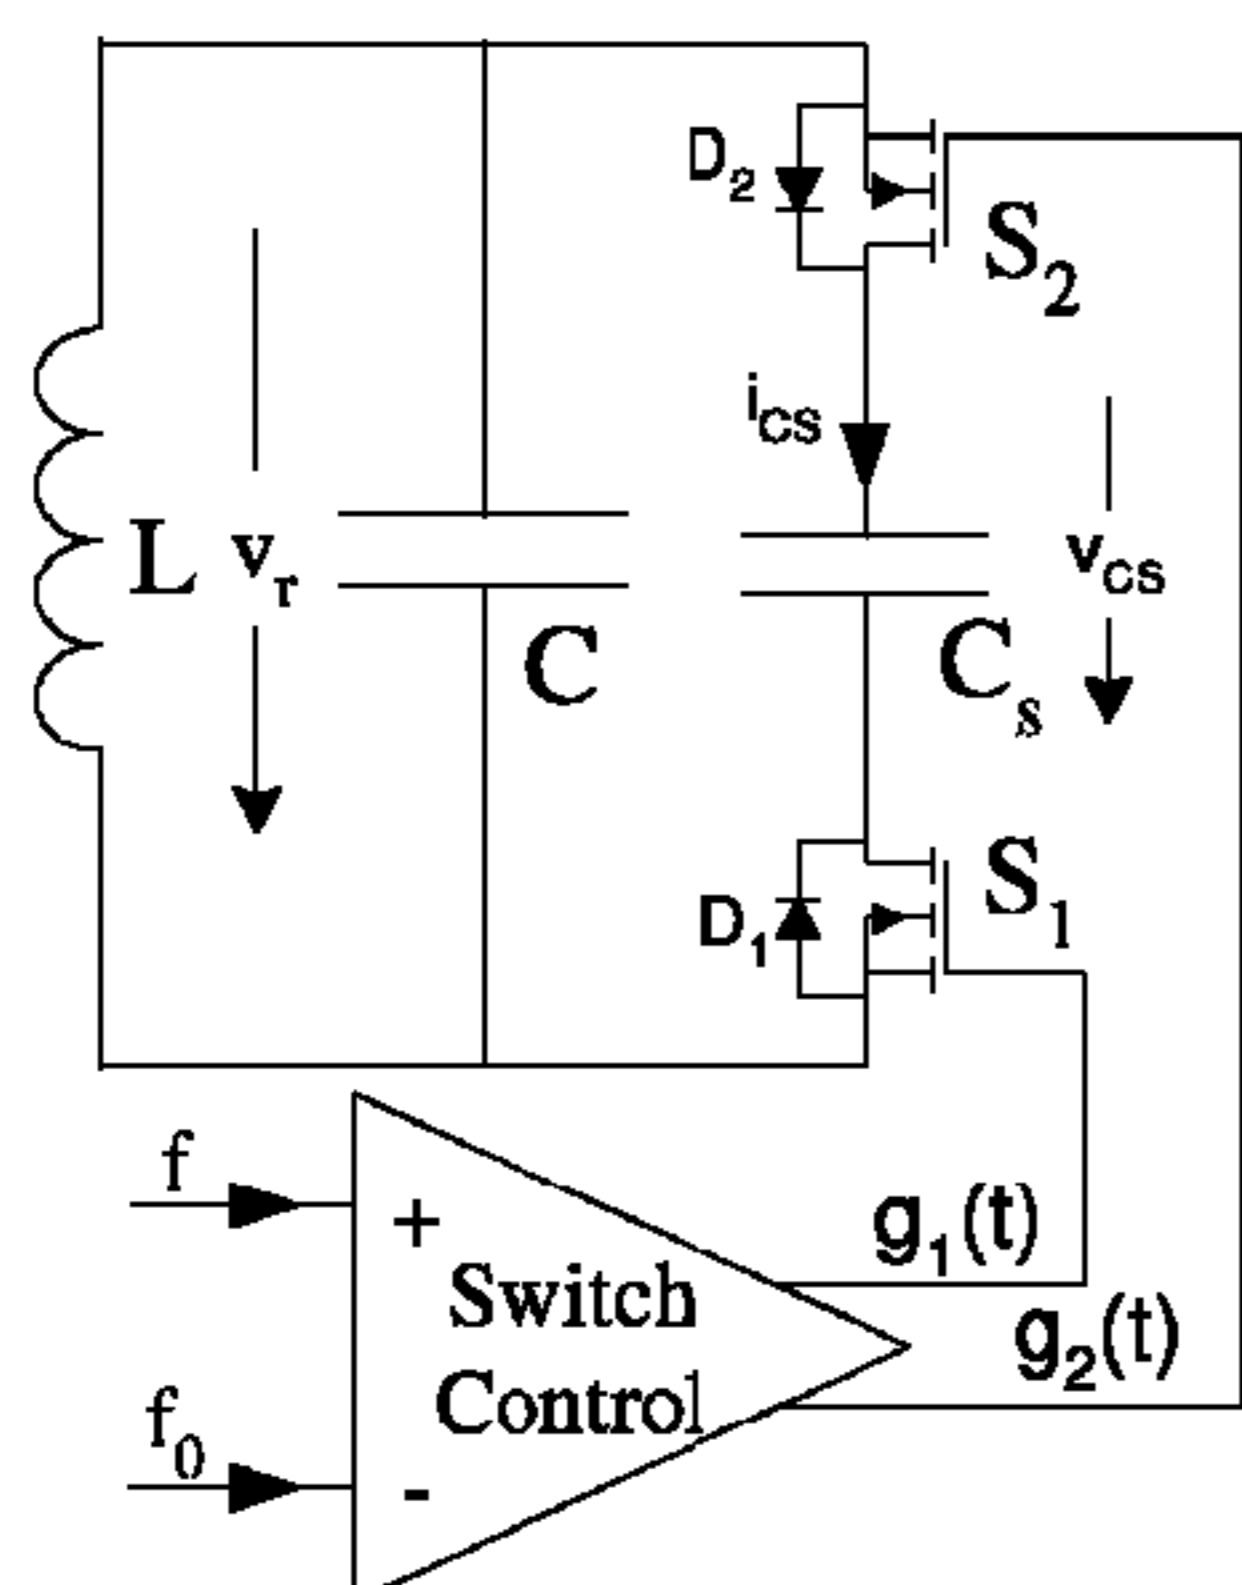 D2
S2
iCS
L
vr
C
Cs
vCS
D1
S1
f
+
Switch
Control
g1(t)
g2(t)
f0
-